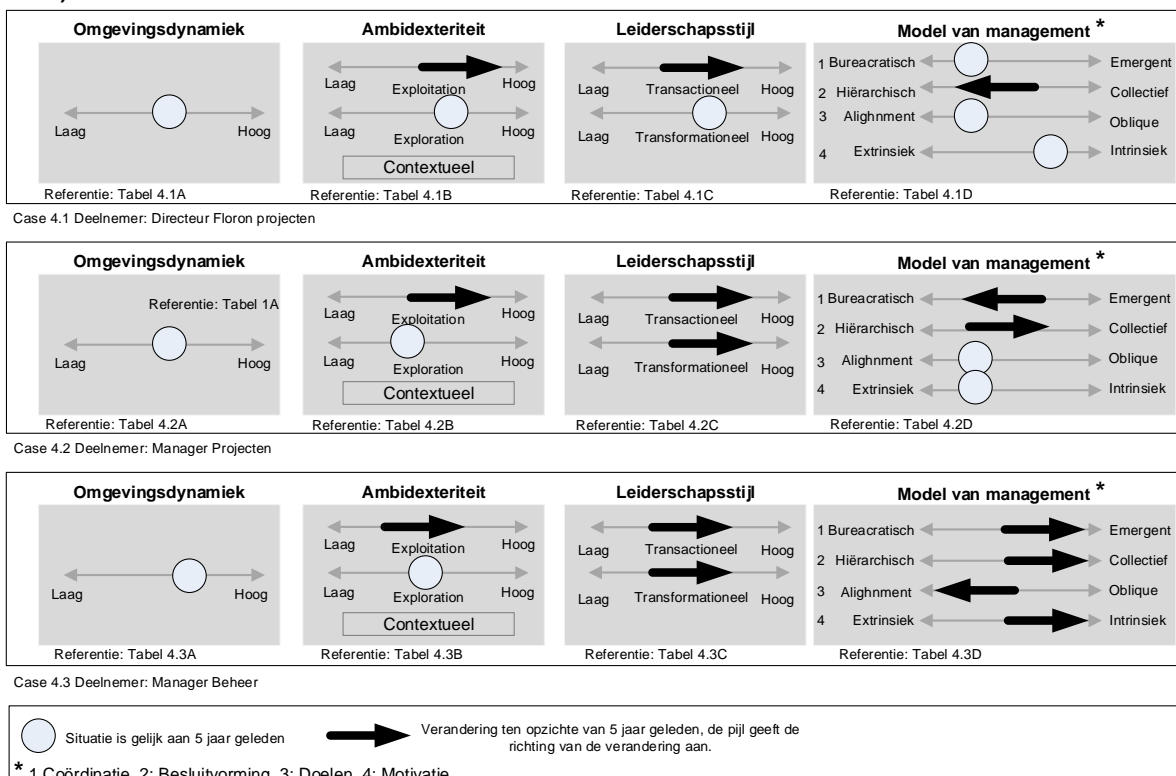 Omgevingsdynamiek Ambidexteriteit Leiderschapsstijl Model van management *
Laag Hoog
Referentie: Tabel 4.1A
Laag Exploitation Hoog
Laag Exploration Hoog
Contextueel
Referentie: Tabel 4.1B
Laag Transactioneel Hoog
Laag Transformationeel Hoog
Referentie: Tabel 4.1C
1 Bureacratisch Emergent
2 Hiërarchisch Collectief
3 Alighnment Oblique
4 Extrinsiek Intrinsiek
Referentie: Tabel 4.1D
Case 4.1 Deelnemer: Directeur Floron projecten
Omgevingsdynamiek Ambidexteriteit Leiderschapsstijl Model van management *
Referentie: Tabel 1A
Laag Hoog
Referentie: Tabel 4.2A
Laag Exploitation Hoog
Laag Exploration Hoog
Contextueel
Referentie: Tabel 4.2B
Laag Transactioneel Hoog
Laag Transformationeel Hoog
Referentie: Tabel 4.2C
1 Bureacratisch Emergent
2 Hiërarchisch Collectief
3 Alighnment Oblique
4 Extrinsiek Intrinsiek
Referentie: Tabel 4.2D
Case 4.2 Deelnemer: Manager Projecten
Omgevingsdynamiek Ambidexteriteit Leiderschapsstijl Model van management *
Laag Hoog
Referentie: Tabel 4.3A
Laag Exploitation Hoog
Laag Exploration Hoog
Contextueel
Referentie: Tabel 4.3B
Laag Transactioneel Hoog
Laag Transformationeel Hoog
Referentie: Tabel 4.3C
1 Bureacratisch Emergent
2 Hiërarchisch Collectief
3 Alighnment Oblique
4 Extrinsiek Intrinsiek
Referentie: Tabel 4.3D
Case 4.3 Deelnemer: Manager Beheer
Situatie is gelijk aan 5 jaar geleden
Verandering ten opzichte van 5 jaar geleden, de pijl geeft de
richting van de verandering aan.
* 1 Coördinatie, 2: Besluitvorming, 3: Doelen, 4: Motivatie